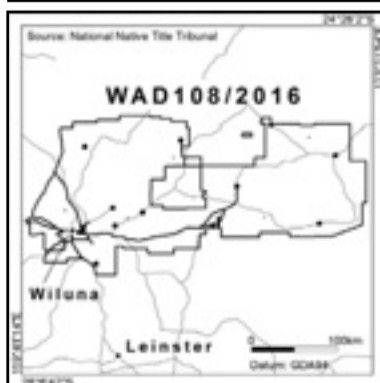 Source: National Native Title Tribunal
WAD108/2016
Wiluna
Leinster
0 100km
Datum: GDA94